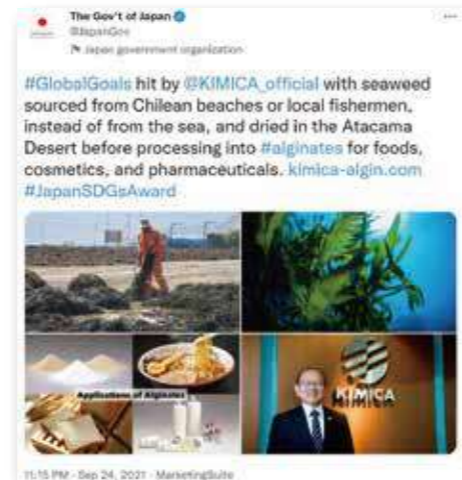 The Gov't of Japan
@JapanGov
Japan government organization
#GlobalGoals hit by @KIMICA_official with seaweed
sourced from Chilean beaches or local fishermen,
instead of from the sea, and dried in the Atacama
Desert before processing into #alginates for foods,
cosmetics, and pharmaceuticals. kimica-algin.com
#JapanSDGsAward
Applications of Alginates
KIMICA
11:15 PM · Sep 24, 2021 · MarketingSuite